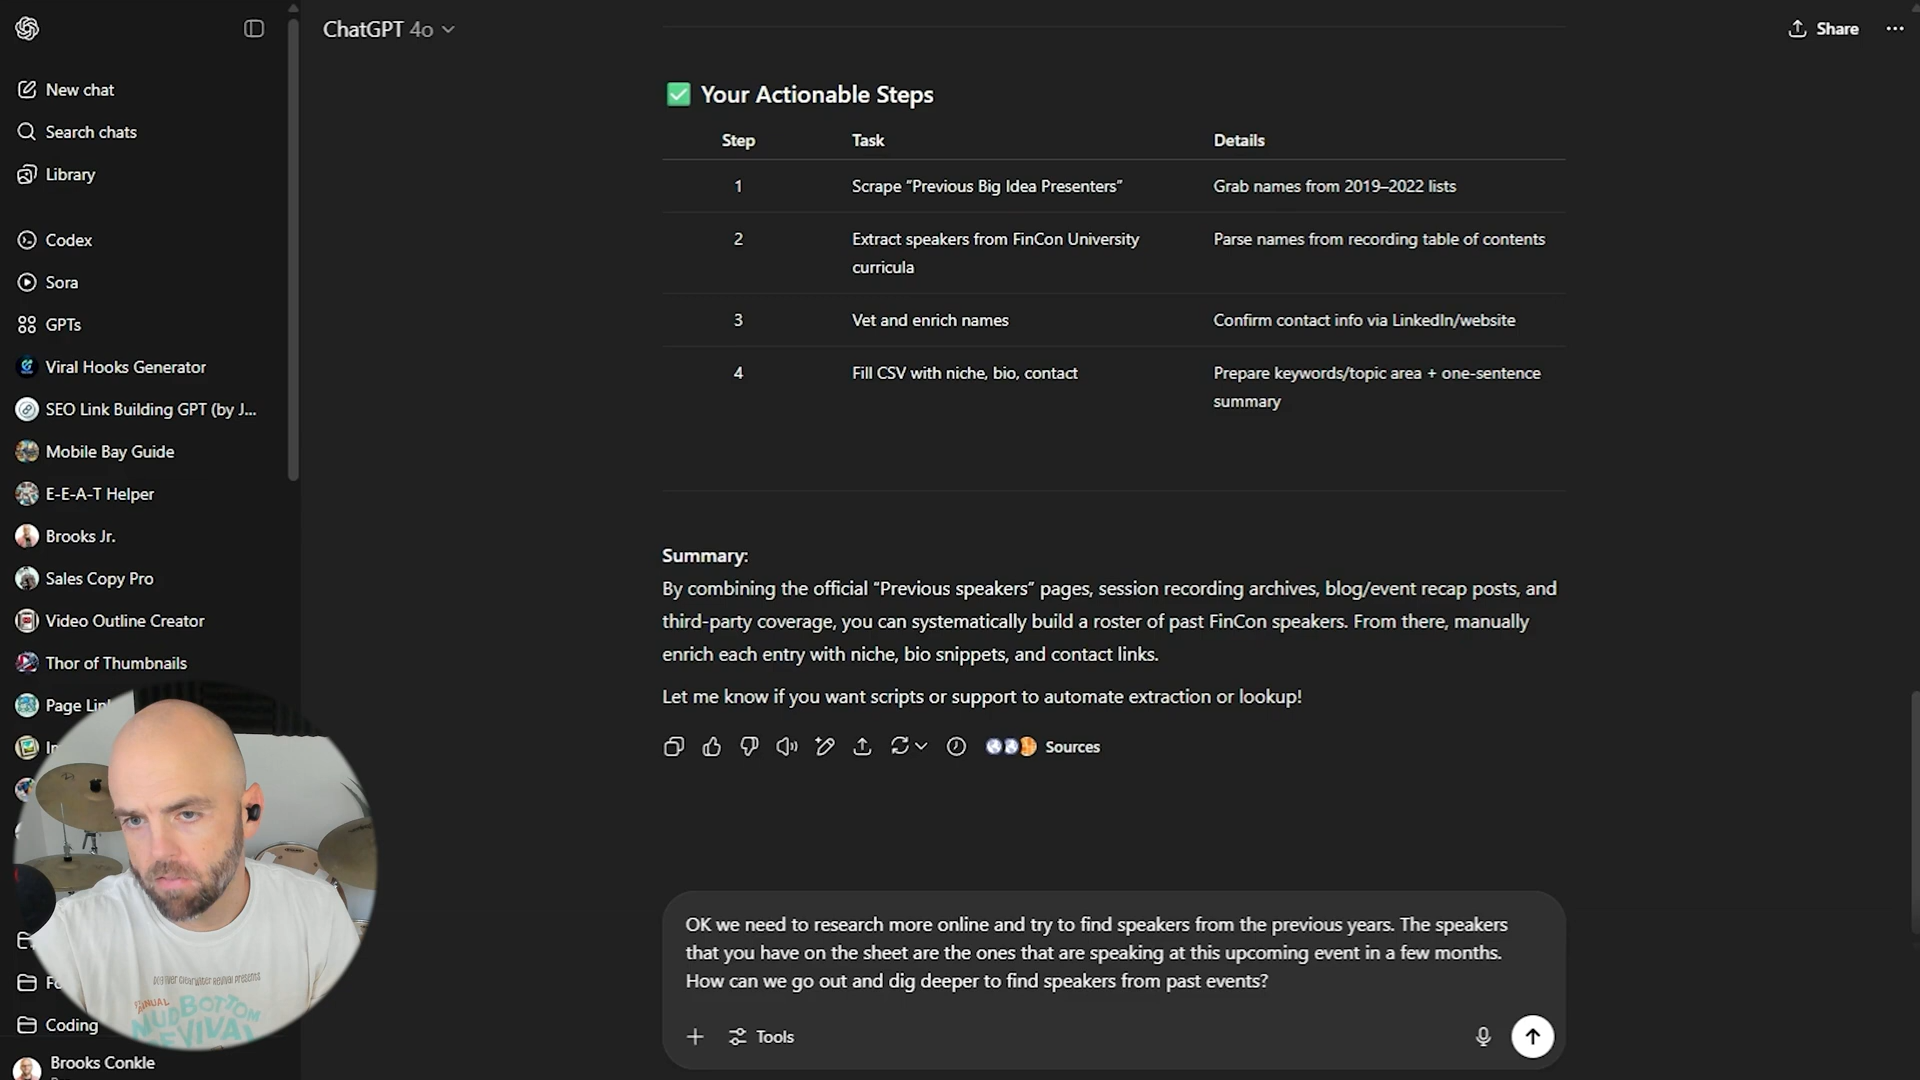 ChatGPT 4o
Share
New chat
Search chats
Library
Codex
Sora
GPTs
Viral Hooks Generator
SEO Link Building GPT (by J...
Mobile Bay Guide
E-E-A-T Helper
Brooks Jr.
Sales Copy Pro
Video Outline Creator
Thor of Thumbnails
Coding
Brooks Conkle
Your Actionable Steps
Step Task Details
1 Scrape “Previous Big Idea Presenters” Grab names from 2019–2022 lists
2 Extract speakers from FinCon University Parse names from recording table of contents
curricula
3 Vet and enrich names Confirm contact info via LinkedIn/website
4 Fill CSV with niche, bio, contact Prepare keywords/topic area + one-sentence
summary
Summary:
By combining the official “Previous speakers” pages, session recording archives, blog/event recap posts, and
third-party coverage, you can systematically build a roster of past FinCon speakers. From there, manually
enrich each entry with niche, bio snippets, and contact links.
Let me know if you want scripts or support to automate extraction or lookup!
Sources
OK we need to research more online and try to find speakers from the previous years. The speakers
that you have on the sheet are the ones that are speaking at this upcoming event in a few months.
How can we go out and dig deeper to find speakers from past events?
Tools